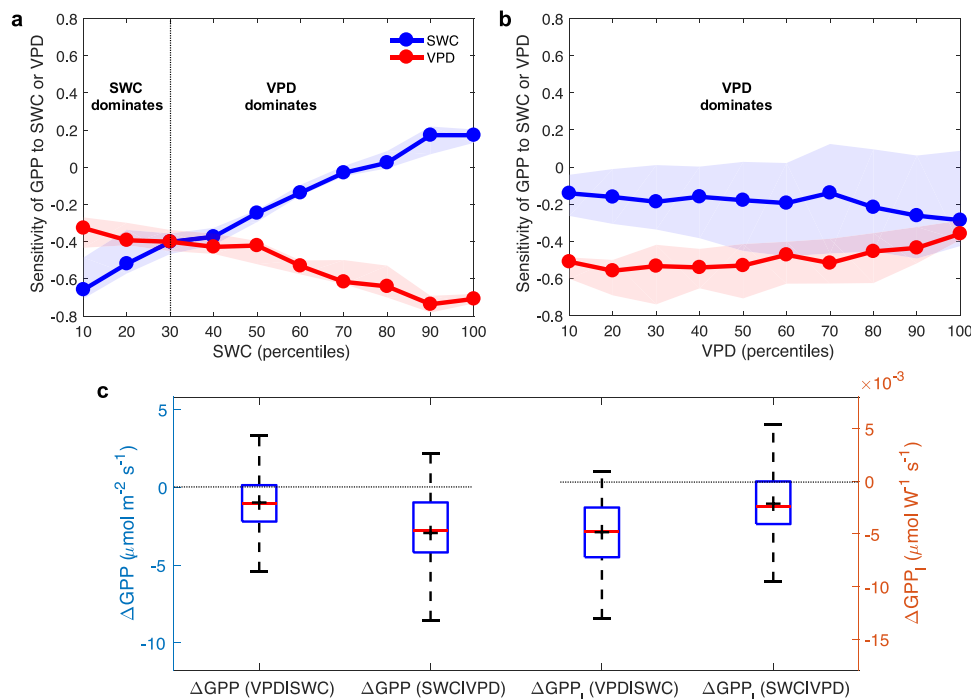 a
Sensitivity of GPP to SWC or VPD
0.8
0.6
0.4
0.2
0
-0.2
-0.4
-0.6
-0.8
SWC
dominates
VPD
dominates
SWC
VPD
10 20 30 40 50 60 70 80 90 100
SWC (percentiles)
b
Sensitivity of GPP to SWC or VPD
0.8
0.6
0.4
0.2
0
-0.2
-0.4
-0.6
-0.8
VPD
dominates
10 20 30 40 50 60 70 80 90 100
VPD (percentiles)
c
ΔGPP (μmol m⁻² s⁻¹)
5
0
-5
-10
×10⁻³
5
0
-5
-10
-15
ΔGPP_I (μmol W⁻¹ s⁻¹)
ΔGPP (VPD|SWC) ΔGPP (SWC|VPD) ΔGPP_I (VPD|SWC) ΔGPP_I (SWC|VPD)